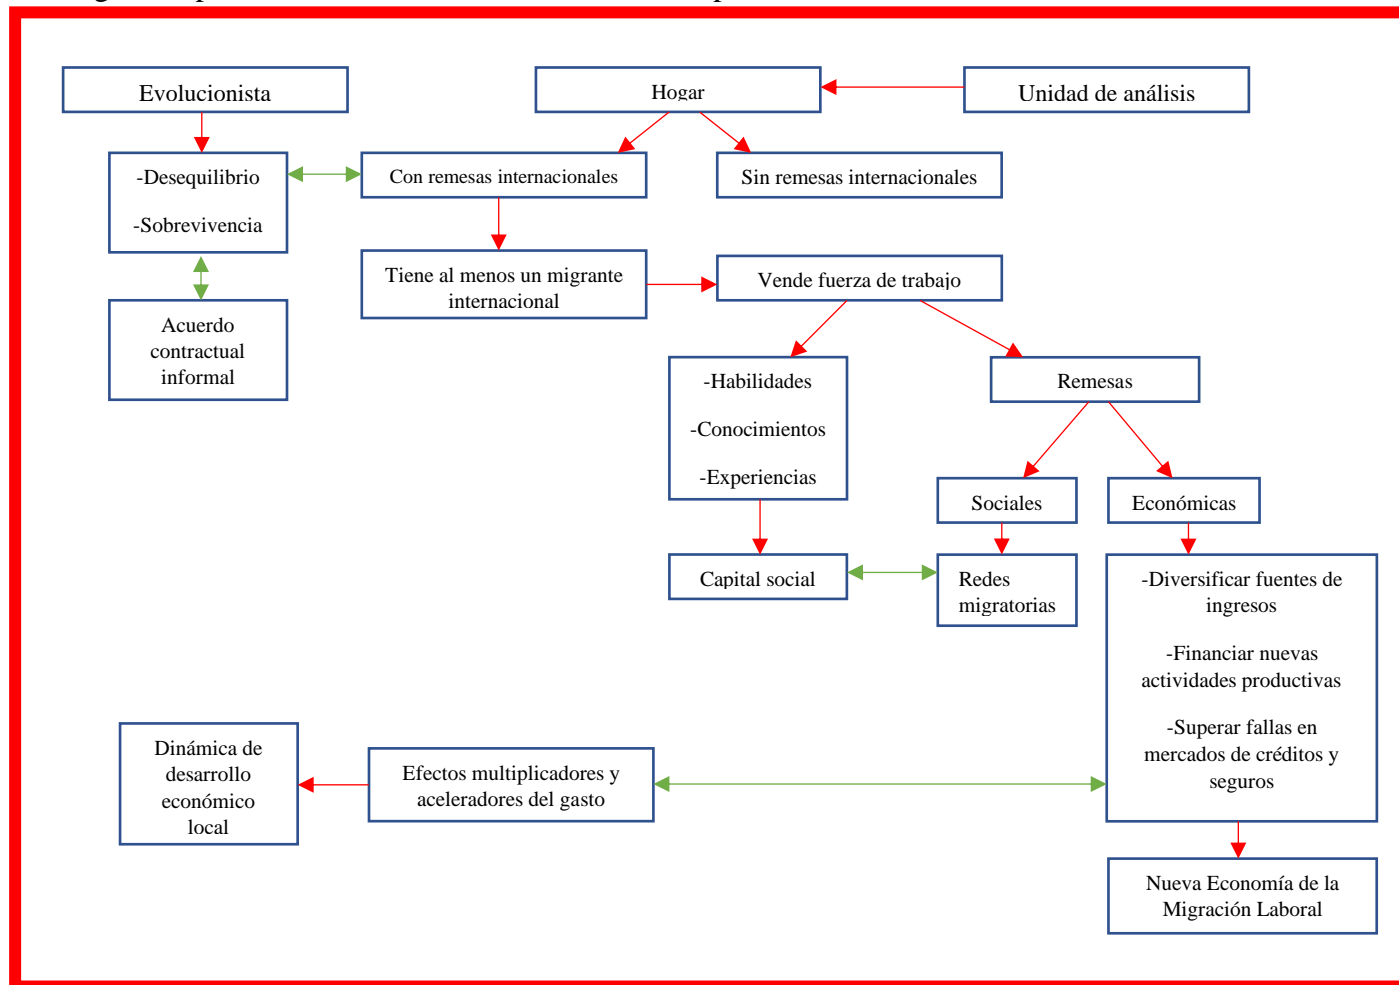 Evolucionista
Hogar
Unidad de análisis
-Desequilibrio
-Sobrevivencia
Con remesas internacionales
Sin remesas internacionales
Tiene al menos un migrante
internacional
Vende fuerza de trabajo
Acuerdo
contractual
informal
-Habilidades
-Conocimientos
-Experiencias
Remesas
Sociales
Económicas
Capital social
Redes
migratorias
-Diversificar fuentes de
ingresos
-Financiar nuevas
actividades productivas
-Superar fallas en
mercados de créditos y
seguros
Dinámica de
desarrollo
económico
local
Efectos multiplicadores y
aceleradores del gasto
Nueva Economía de la
Migración Laboral